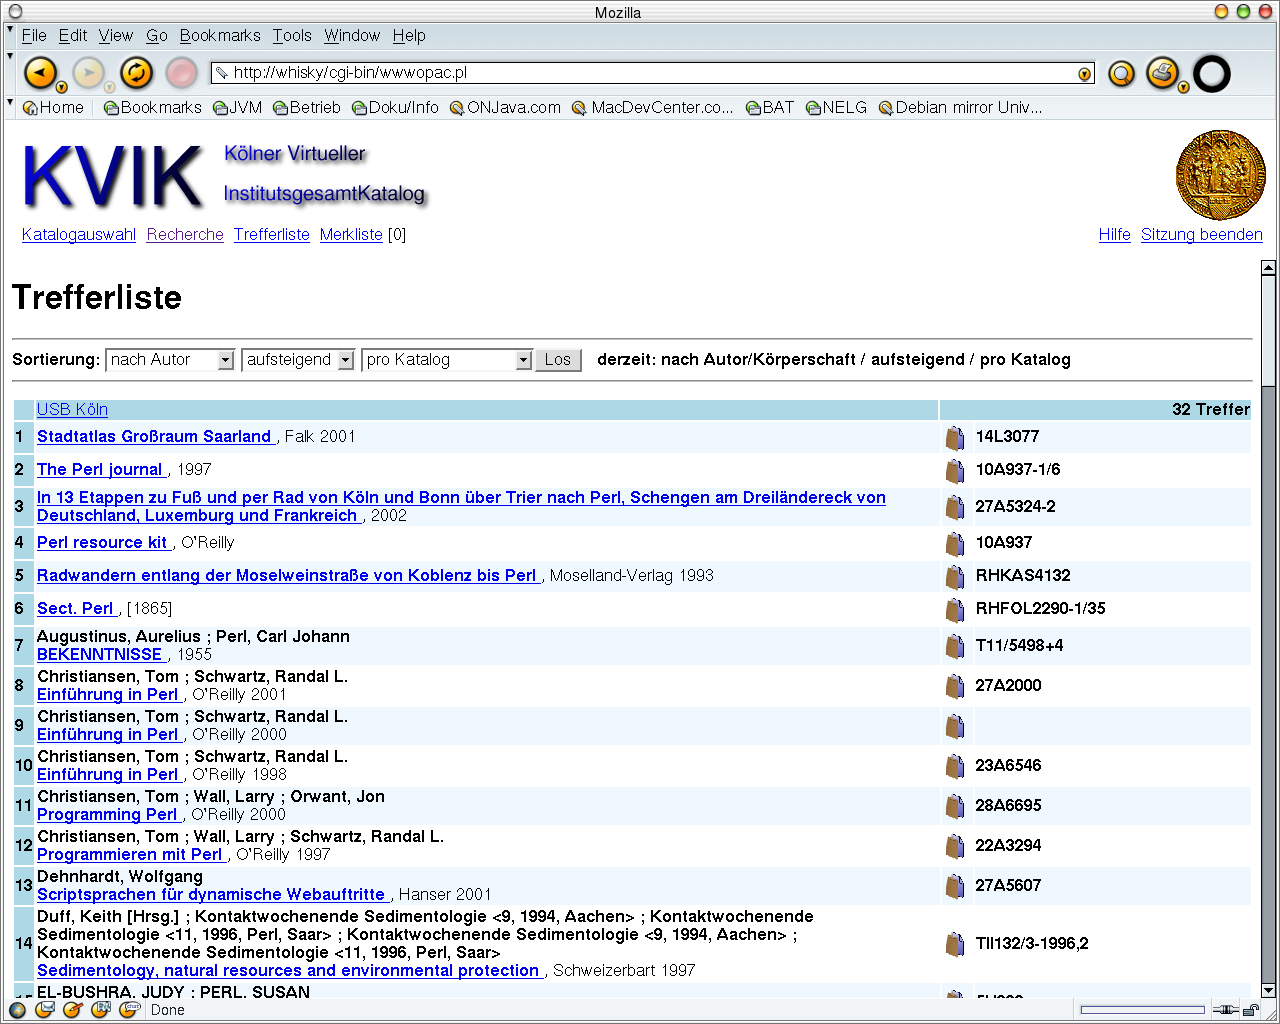 Mozilla
File Edit View Go Bookmarks Tools Window Help
http://whisky/cgi-bin/wwwopac.pl
Home Bookmarks JVM Betrieb Doku/Info ONJava.com MacDevCenter.co... BAT NELG Debian mirror Univ...
KVIK Kölner Virtueller
InstitutsgesamtKatalog
Katalogauswahl Recherche Trefferliste Merkliste [0] Hilfe Sitzung beenden
Trefferliste
Sortierung: nach Autor aufsteigend pro Katalog Los derzeit: nach Autor/Körperschaft / aufsteigend / pro Katalog
USB Köln 32 Treffer
1 Stadtatlas Großraum Saarland , Falk 2001 14L3077
2 The Perl journal , 1997 10A937-1/6
3 In 13 Etappen zu Fuß und per Rad von Köln und Bonn über Trier nach Perl, Schengen am Dreiländereck von
Deutschland, Luxemburg und Frankreich , 2002 27A5324-2
4 Perl resource kit , O'Reilly 10A937
5 Radwandern entlang der Moselweinstraße von Koblenz bis Perl , Moselland-Verlag 1993 RHKAS4132
6 Sect. Perl , [1865] RHFOL2290-1/35
7 Augustinus, Aurelius ; Perl, Carl Johann
BEKENNTNISSE , 1955 T11/5498+4
8 Christiansen, Tom ; Schwartz, Randal L.
Einführung in Perl , O'Reilly 2001 27A2000
9 Christiansen, Tom ; Schwartz, Randal L.
Einführung in Perl , O'Reilly 2000
10 Christiansen, Tom ; Schwartz, Randal L.
Einführung in Perl , O'Reilly 1998 23A6546
11 Christiansen, Tom ; Wall, Larry ; Orwant, Jon
Programming Perl , O'Reilly 2000 28A6695
12 Christiansen, Tom ; Wall, Larry ; Schwartz, Randal L.
Programmieren mit Perl , O'Reilly 1997 22A3294
13 Dehnhardt, Wolfgang
Scriptsprachen für dynamische Webauftritte , Hanser 2001 27A5607
14 Duff, Keith [Hrsg.] ; Kontaktwochenende Sedimentologie <9, 1994, Aachen> ; Kontaktwochenende
Sedimentologie <11, 1996, Perl, Saar> ; Kontaktwochenende Sedimentologie <9, 1994, Aachen> ;
Kontaktwochenende Sedimentologie <11, 1996, Perl, Saar>
Sedimentology, natural resources and environmental protection , Schweizerbart 1997 TII132/3-1996,2
EL-BUSHRA, JUDY ; PERL, SUSAN
Done